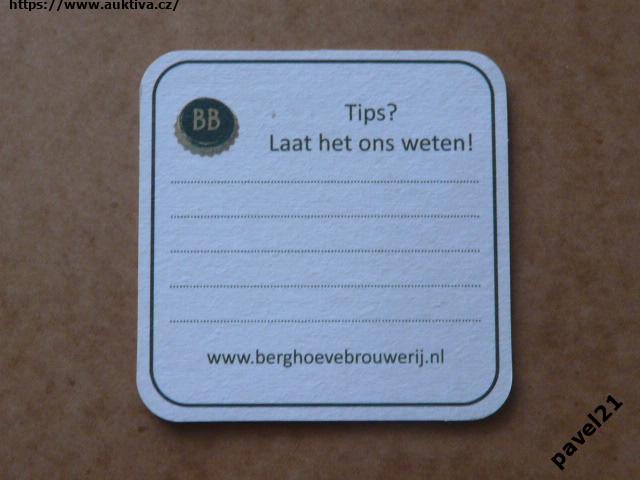 https://www.auktiva.cz/
BB
Tips?
Laat het ons weten!
www.berghoevebrouwerij.nl
pavel21